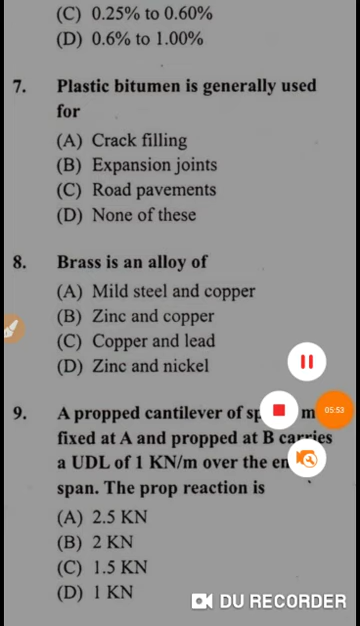 (C) 0.25% to 0.60%
(D) 0.6% to 1.00%
7. Plastic bitumen is generally used
for
(A) Crack filling
(B) Expansion joints
(C) Road pavements
(D) None of these
8. Brass is an alloy of
(A) Mild steel and copper
(B) Zinc and copper
(C) Copper and lead
(D) Zinc and nickel
9. A propped cantilever of m
05:53
fixed at A and propped at B carries
a UDL of 1 KN/m over the
span. The prop reaction is
(A) 2.5 KN
(B) 2 KN
(C) 1.5 KN
(D) 1 KN
DU RECORDER